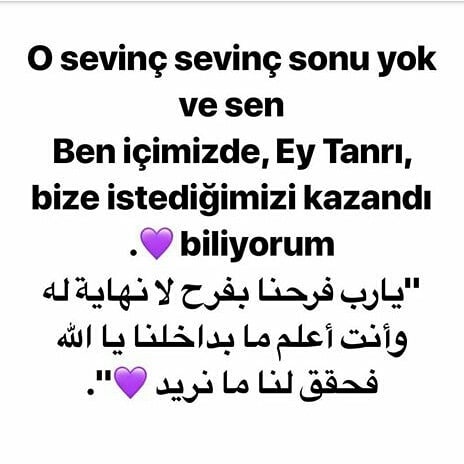 O sevinç sevinç sonu yok
ve sen
Ben içimizde, Ey Tanrı,
bize istediğimizi kazandı
.💜 biliyorum
"يارب فرحنا بفرح لا نهاية له
وأنت أعلم ما بداخلنا يا الله
فحقق لنا ما نريد 💜".